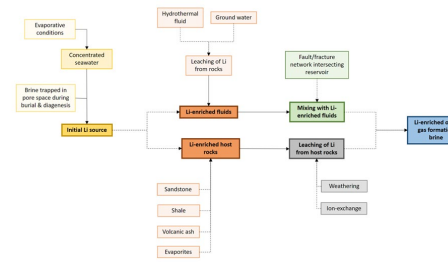 Evaporative
conditions
Concentrated
seawater
Brine trapped in
pore space during
burial & diagenesis
Initial Li source
Hydrothermal
fluid
Ground water
Leaching of Li
from rocks
Li-enriched fluids
Li-enriched host
rocks
Sandstone
Shale
Volcanic ash
Evaporites
Fault/fracture
network intersecting
reservoir
Mixing with Li-
enriched fluids
Leaching of Li
from host rocks
Weathering
Ion-exchange
Li-enriched o
gas formati
brine